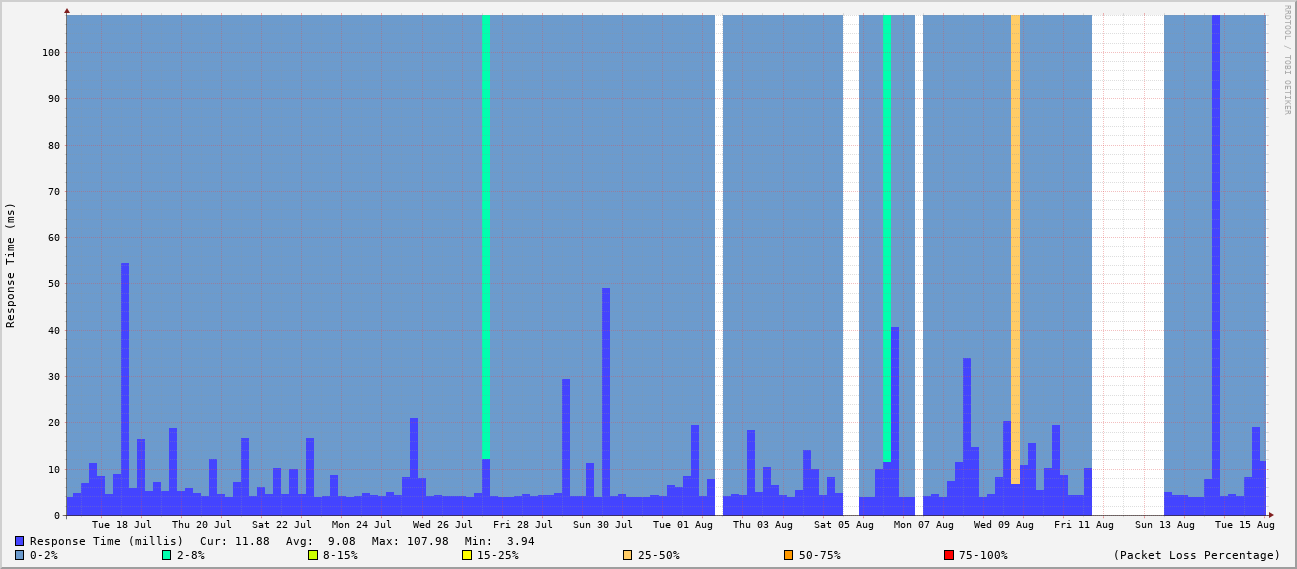 RRDTOOL / TOBI OETIKER
Response Time (ms)
100
90
80
70
60
50
40
30
20
10
0
Tue 18 Jul Thu 20 Jul Sat 22 Jul Mon 24 Jul Wed 26 Jul Fri 28 Jul Sun 30 Jul Tue 01 Aug Thu 03 Aug Sat 05 Aug Mon 07 Aug Wed 09 Aug Fri 11 Aug Sun 13 Aug Tue 15 Aug
Response Time (millis) Cur: 11.88 Avg: 9.08 Max: 107.98 Min: 3.94
0-2% 2-8% 8-15% 15-25% 25-50% 50-75% 75-100% (Packet Loss Percentage)